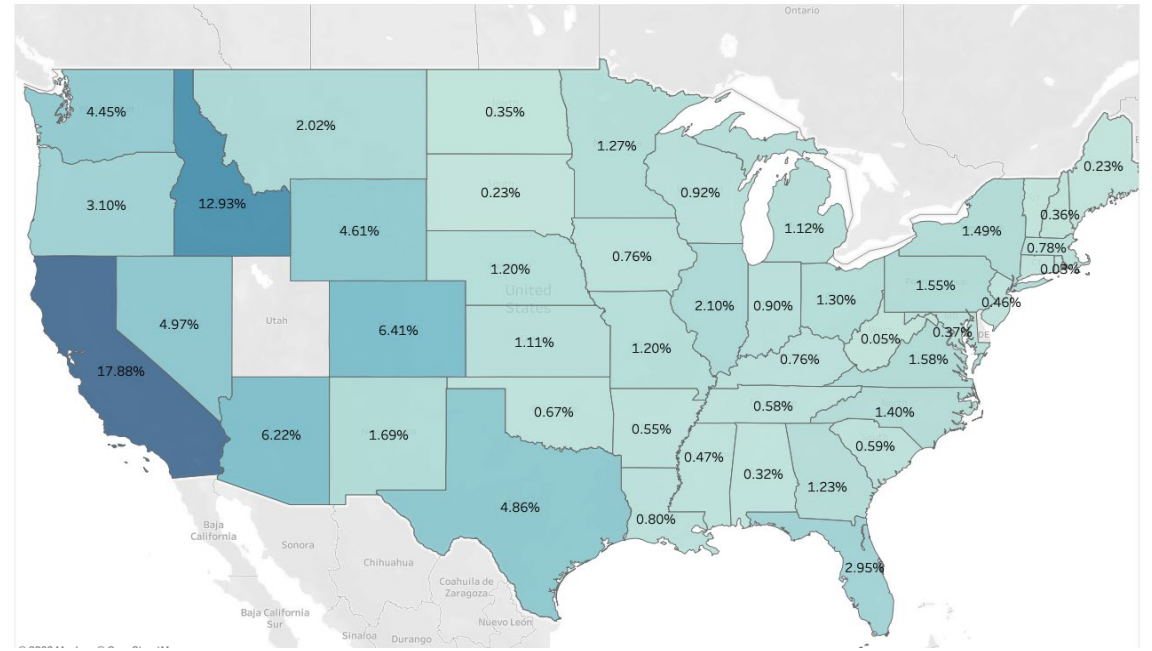 Ontario
4.45%
2.02%
0.35%
1.27%
0.23%
3.10%
12.93%
0.23%
0.92%
1.12%
0.36%
1.49%
4.61%
0.78%
0.76%
1.20%
0.03%
United
States
1.55%
0.46%
2.10%
0.90%
1.30%
4.97%
Utah
6.41%
0.37%
DE
1.11%
1.20%
0.05%
1.58%
0.76%
17.88%
0.67%
0.58%
1.40%
6.22%
1.69%
0.55%
0.59%
0.47%
0.32%
1.23%
4.86%
0.80%
Baja
California
Sonora
Chihuahua
2.95%
Coahuila de
Zaragoza
Baja California
Sur
Nuevo León
Sinaloa
Durango